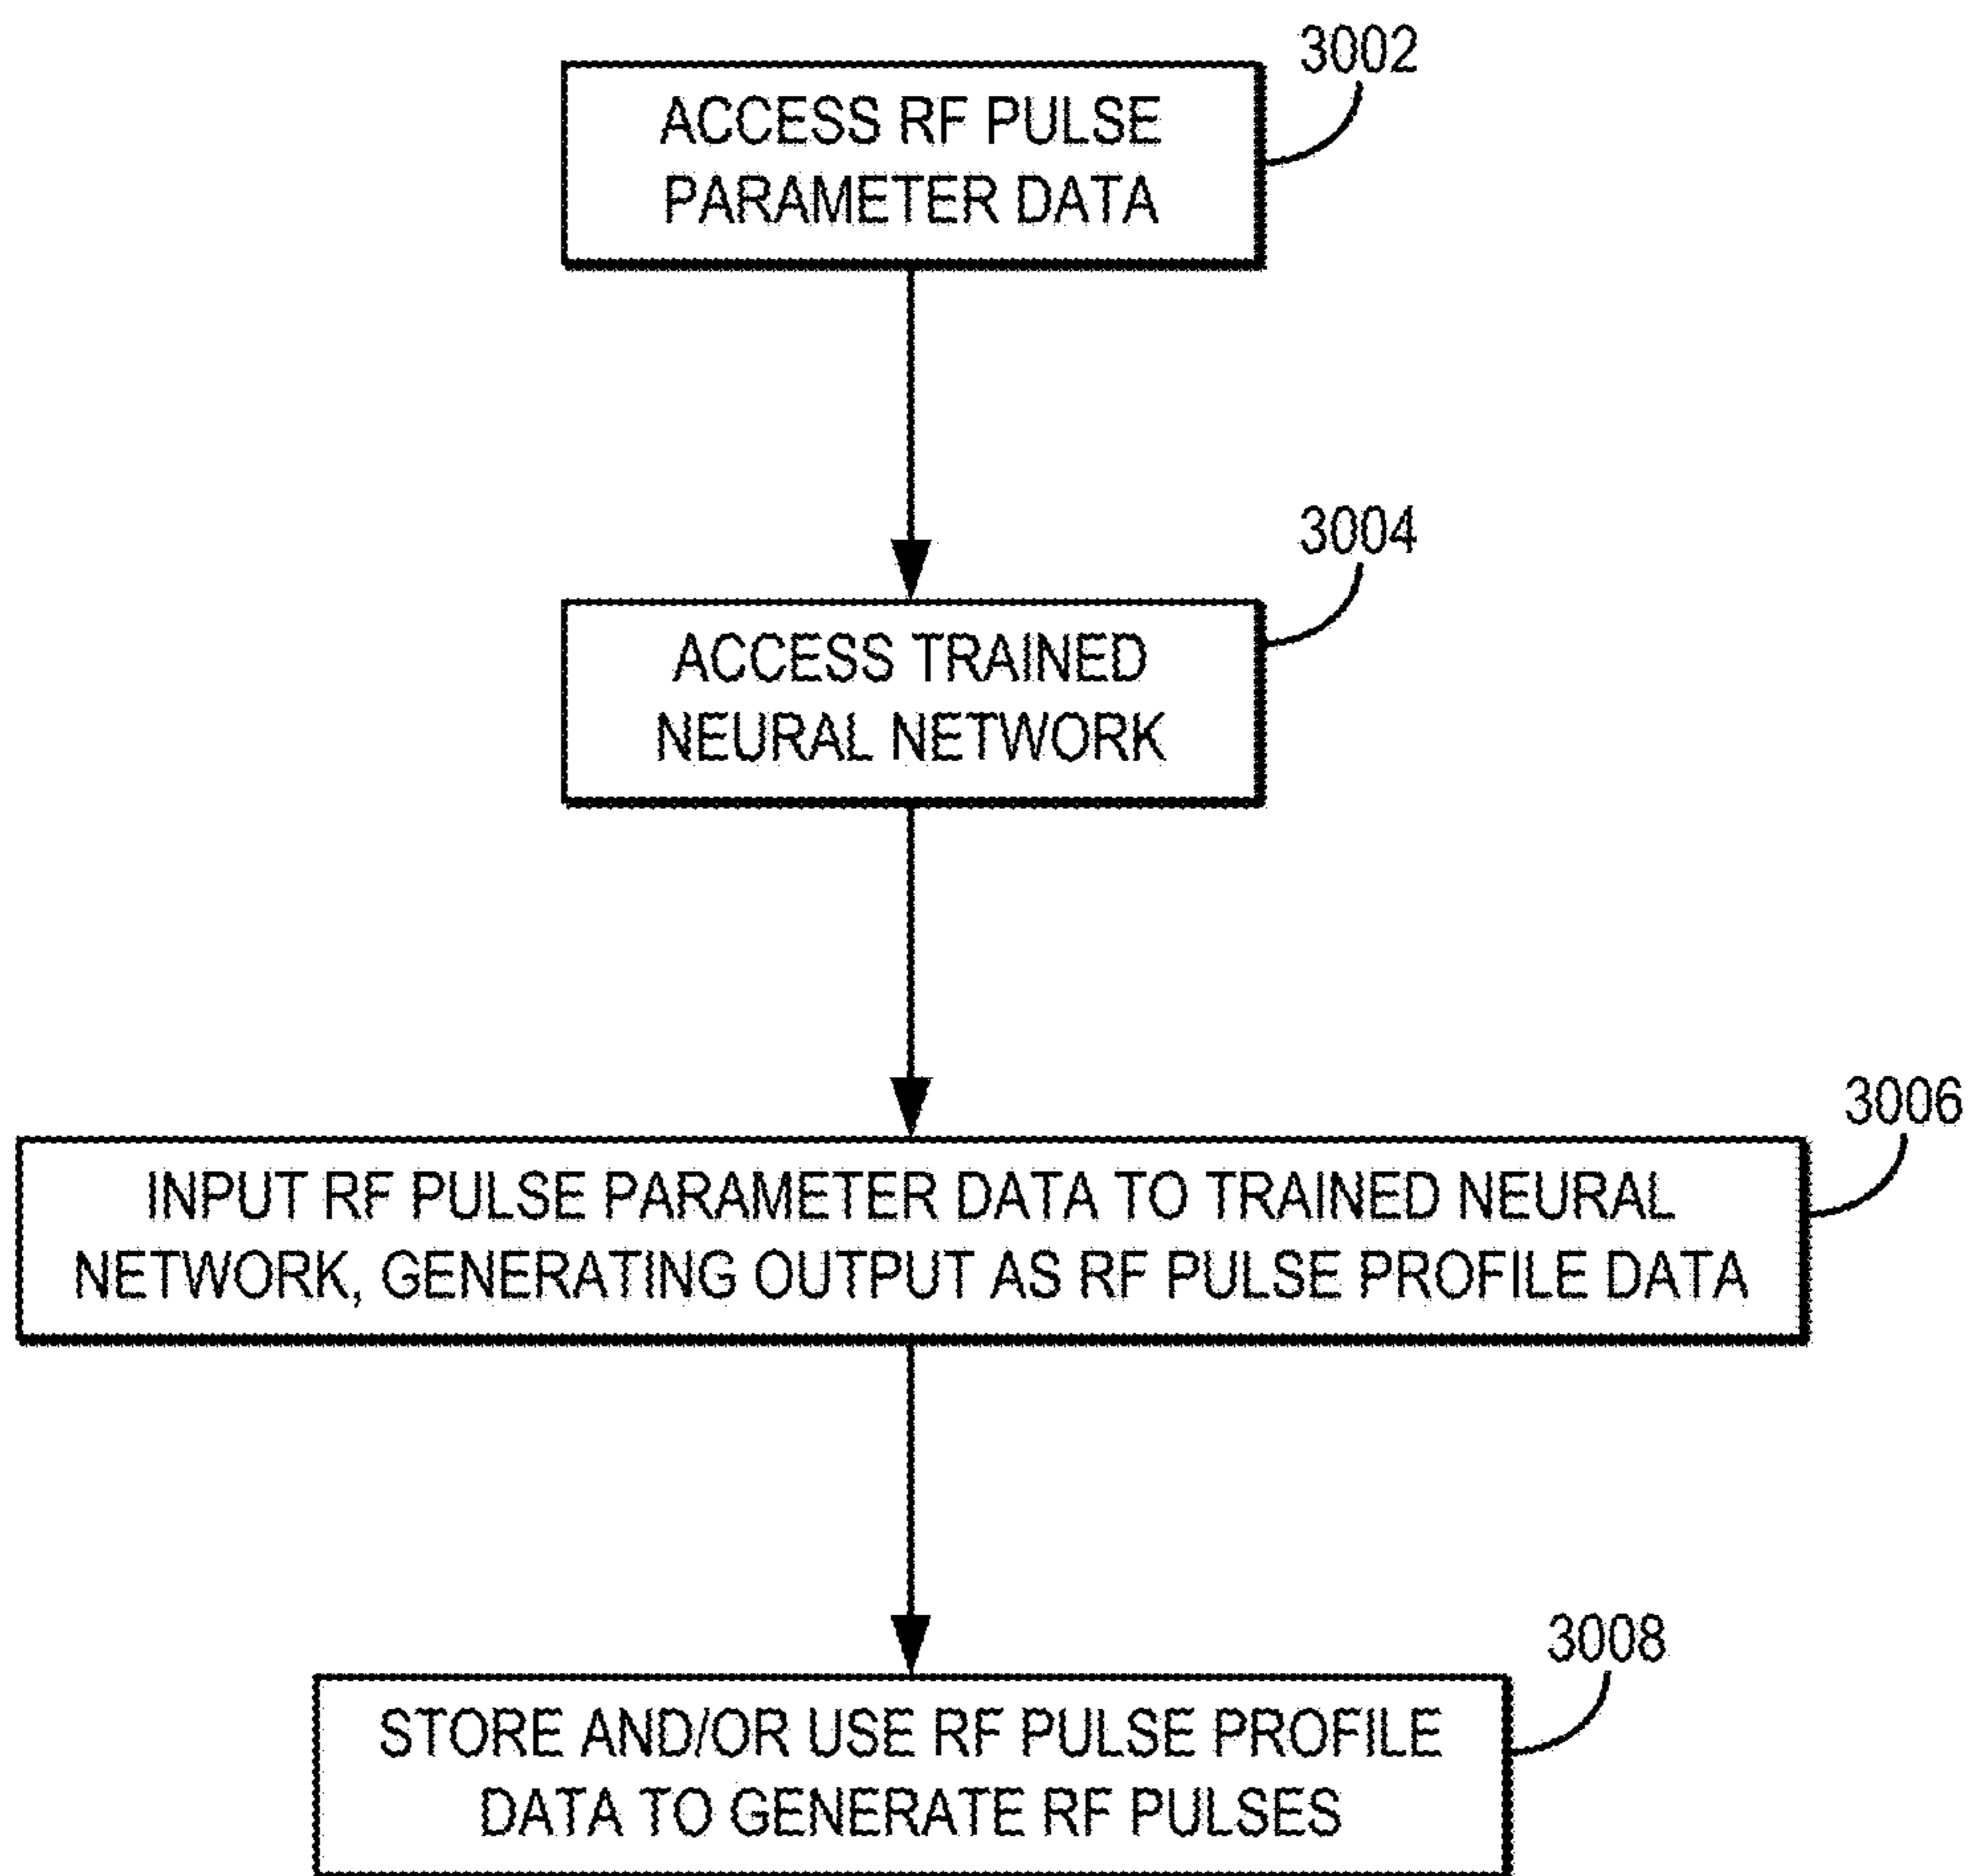 3002
ACCESS RF PULSE
PARAMETER DATA
3004
ACCESS TRAINED
NEURAL NETWORK
3006
INPUT RF PULSE PARAMETER DATA TO TRAINED NEURAL
NETWORK, GENERATING OUTPUT AS RF PULSE PROFILE DATA
3008
STORE AND/OR USE RF PULSE PROFILE
DATA TO GENERATE RF PULSES